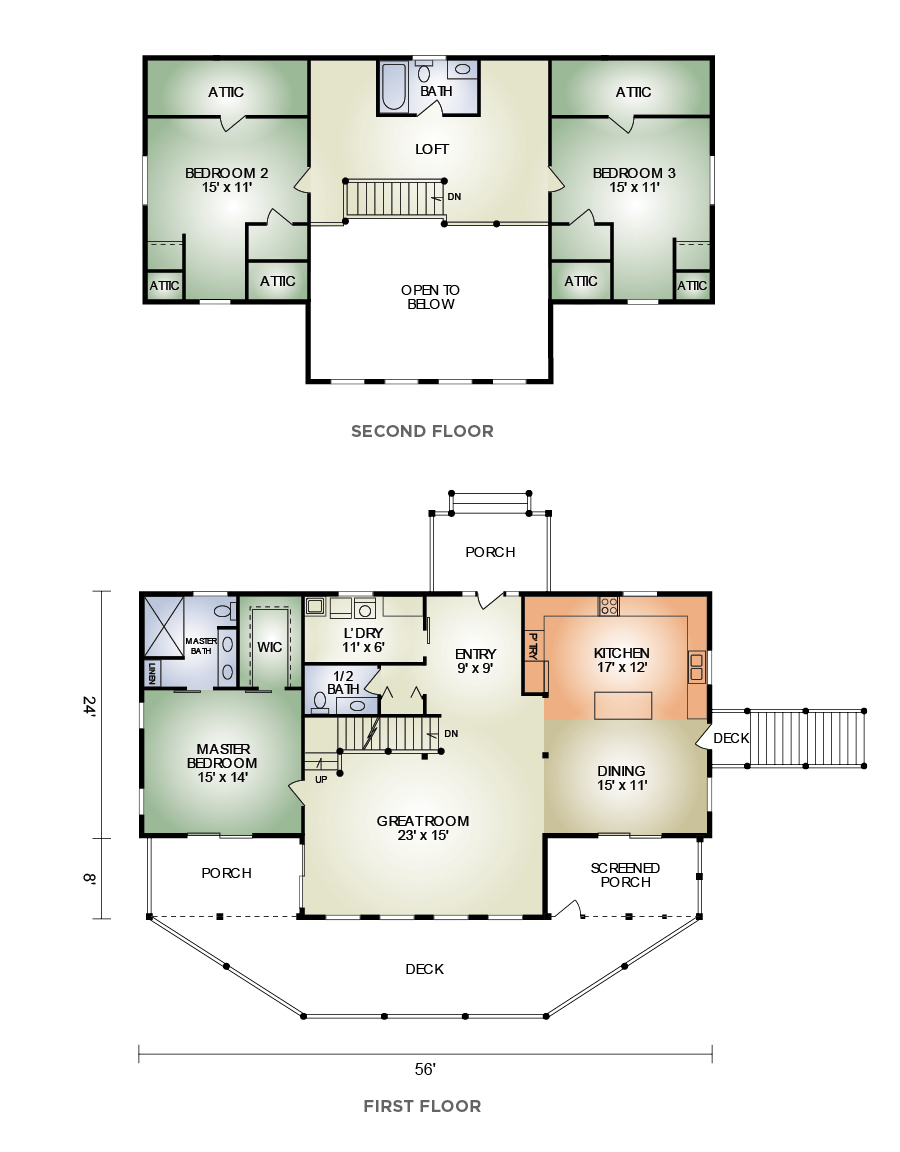 ATTIC
ATTIC
BATH
LOFT
BEDROOM 2
15' x 11'
BEDROOM 3
15' x 11'
DN
ATTIC
ATTIC
ATTIC
ATTIC
OPEN TO
BELOW
SECOND FLOOR
PORCH
MASTER
BATH
LINEN
WIC
L'DRY
11' x 6'
1/2
BATH
ENTRY
9' x 9'
P'TRY
KITCHEN
17' x 12'
24'
DN
UP
DECK
MASTER
BEDROOM
15' x 14'
DINING
15' x 11'
GREATROOM
23' x 15'
8'
PORCH
SCREENED
PORCH
DECK
56'
FIRST FLOOR